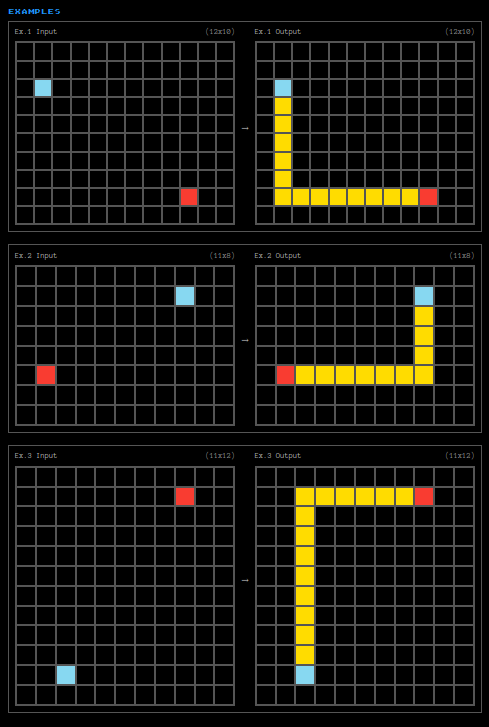 EXAMPLES
Ex.1 Input (12x10) Ex.1 Output (12x10)
→
Ex.2 Input (11x8) Ex.2 Output (11x8)
→
Ex.3 Input (11x12) Ex.3 Output (11x12)
→